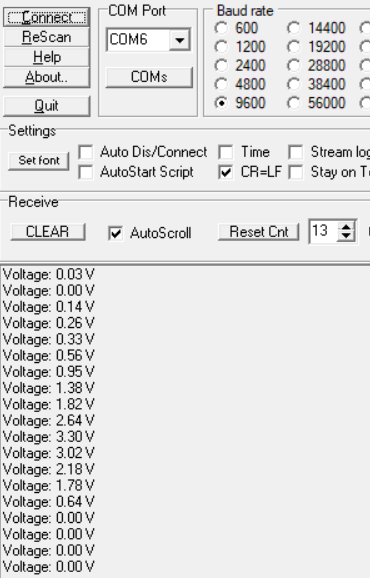 Connect
ReScan
Help
About..
Quit
COM Port
COM6
COMs
Baud rate
600 14400
1200 19200
2400 28800
4800 38400
9600 56000
Settings
Set font
Auto Dis/Connect Time Stream log
AutoStart Script CR=LF Stay on
Receive
CLEAR AutoScroll Reset Cnt 13
Voltage: 0.03 V
Voltage: 0.00 V
Voltage: 0.14 V
Voltage: 0.26 V
Voltage: 0.33 V
Voltage: 0.56 V
Voltage: 0.95 V
Voltage: 1.38 V
Voltage: 1.82 V
Voltage: 2.64 V
Voltage: 3.30 V
Voltage: 3.02 V
Voltage: 2.18 V
Voltage: 1.78 V
Voltage: 0.64 V
Voltage: 0.00 V
Voltage: 0.00 V
Voltage: 0.00 V
Voltage: 0.00 V